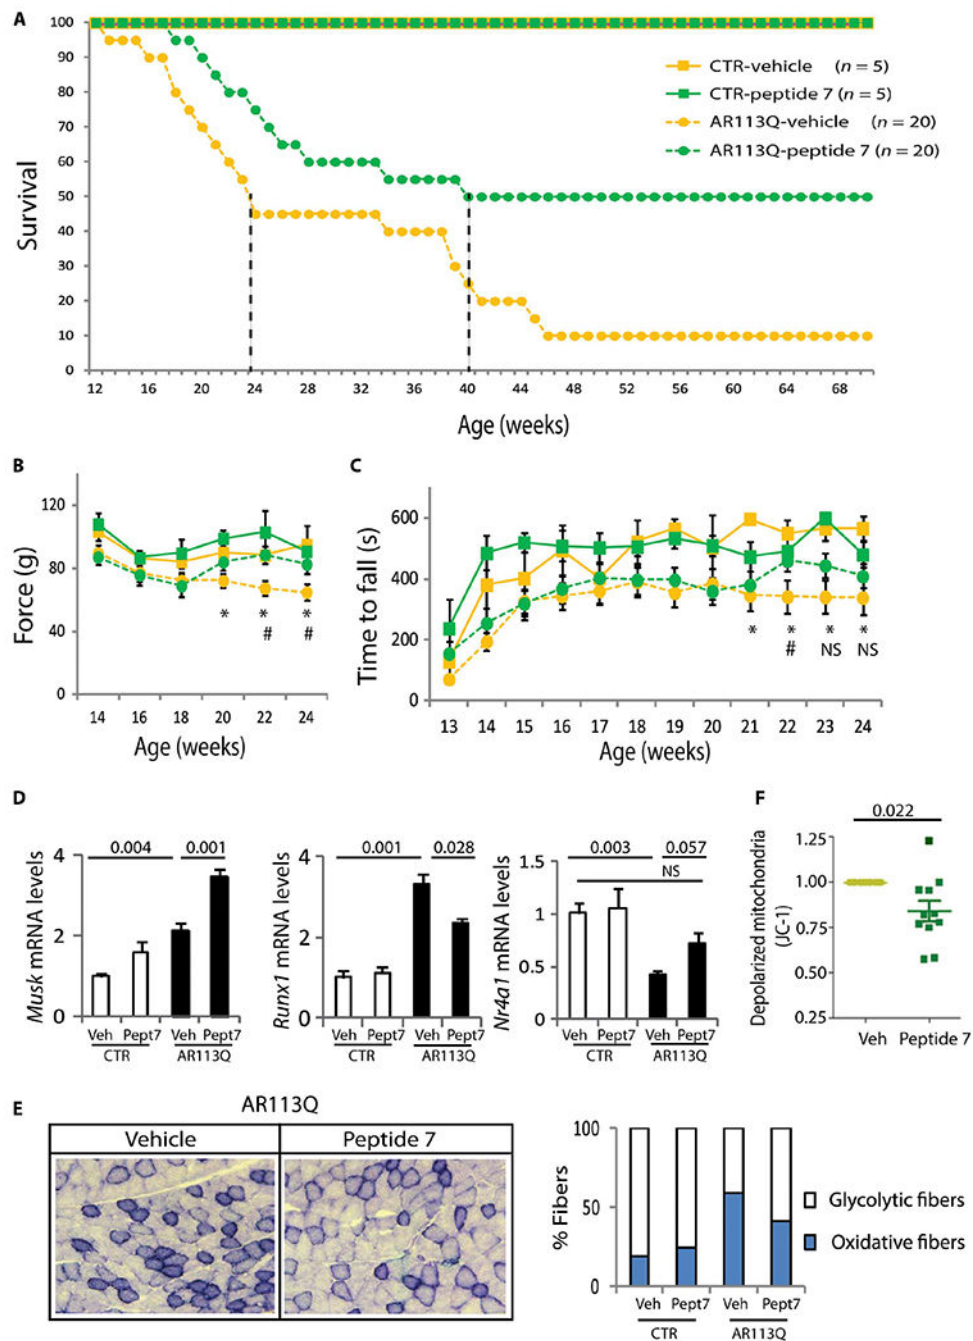 A
100
90
80
70
60
50
40
30
20
10
0
Survival
CTR-vehicle (n = 5)
CTR-peptide 7 (n = 5)
AR113Q-vehicle (n = 20)
AR113Q-peptide 7 (n = 20)
12 16 20 24 28 32 36 40 44 48 52 56 60 64 68
Age (weeks)
B
120
80
40
0
Force (g)
* * *
# #
14 16 18 20 22 24
Age (weeks)
C
600
400
200
0
Time to fall (s)
* * * *
# NS NS
13 14 15 16 17 18 19 20 21 22 23 24
Age (weeks)
D
Musk mRNA levels
4
2
0
0.004 0.001
Veh Pept7 Veh Pept7
CTR AR113Q
Runx1 mRNA levels
4
2
0
0.001 0.028
Veh Pept7 Veh Pept7
CTR AR113Q
Nr4a1 mRNA levels
1.5
1
0.5
0
0.003 0.057
NS
Veh Pept7 Veh Pept7
CTR AR113Q
F
0.022
1.25
1.00
0.75
0.50
0.25
Depolarized mitochondria
(JC-1)
Veh Peptide 7
E
AR113Q
Vehicle Peptide 7
100
50
0
% Fibers
Glycolytic fibers
Oxidative fibers
Veh Pept7 Veh Pept7
CTR AR113Q